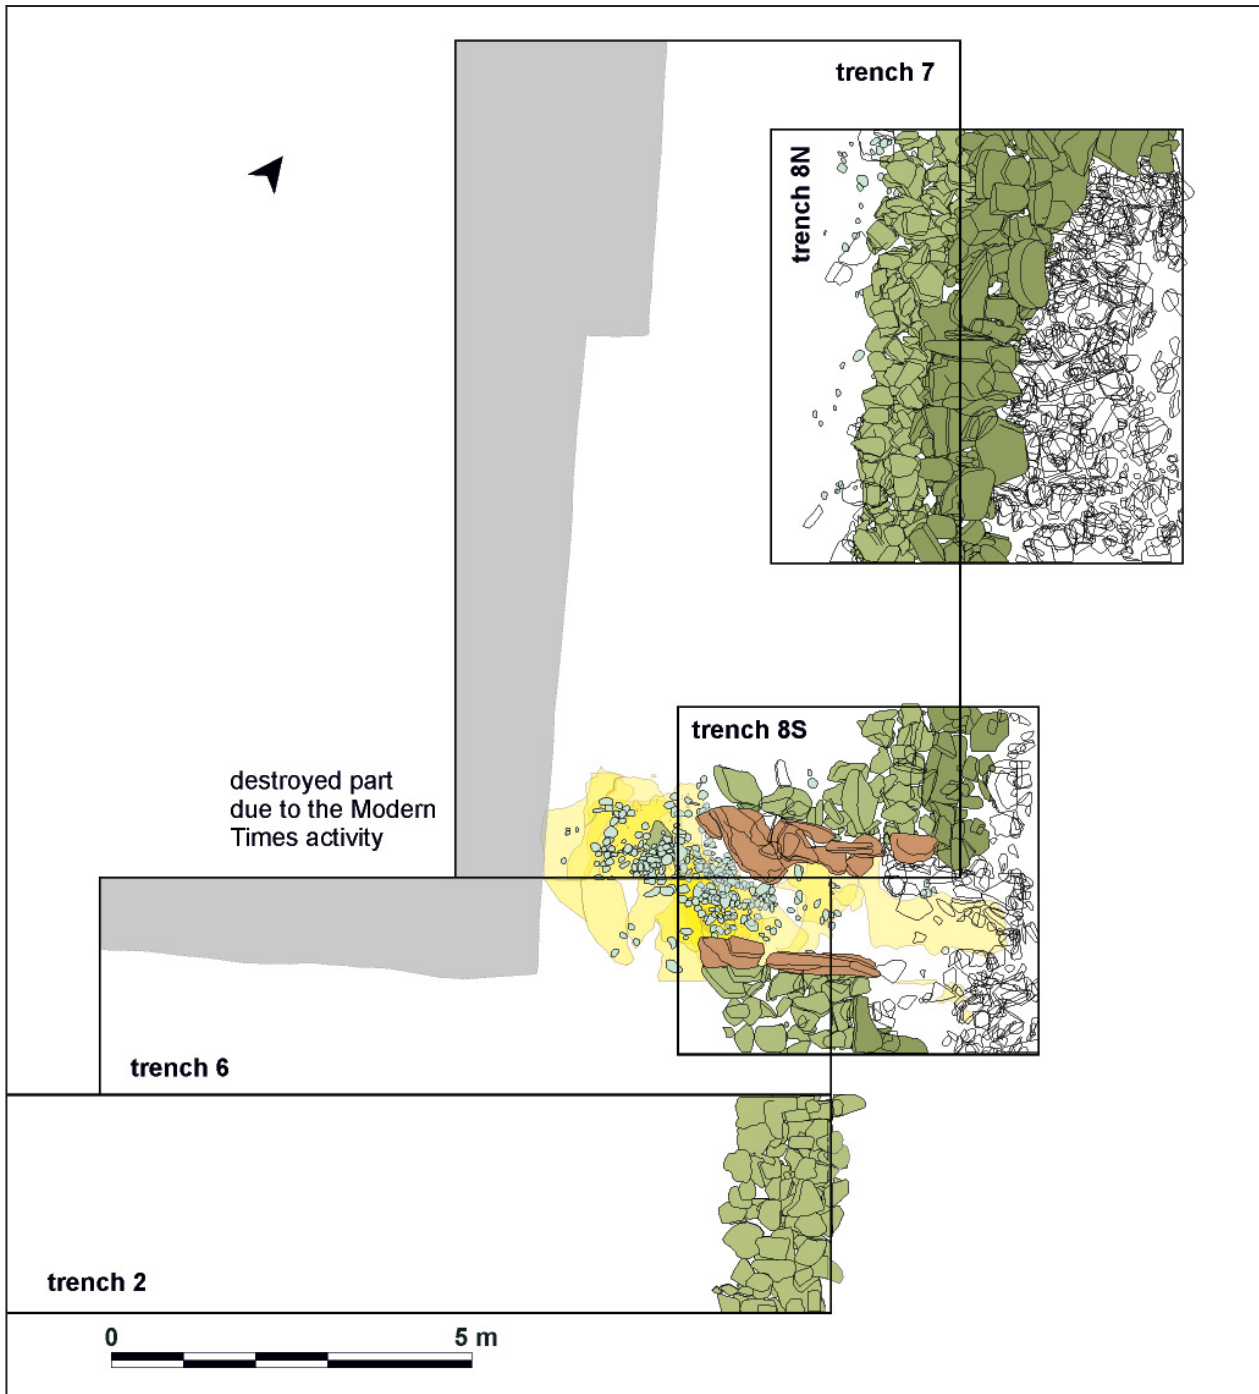 trench 7
trench 8N
trench 8S
destroyed part
due to the Modern
Times activity
trench 6
trench 2
0 5 m